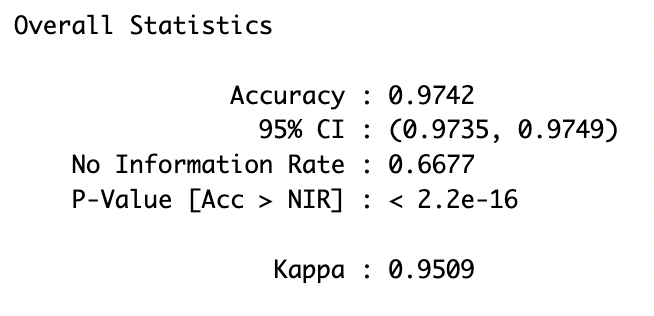 Overall Statistics
Accuracy : 0.9742
95% CI : (0.9735, 0.9749)
No Information Rate : 0.6677
P-Value [Acc > NIR] : < 2.2e-16
Kappa : 0.9509